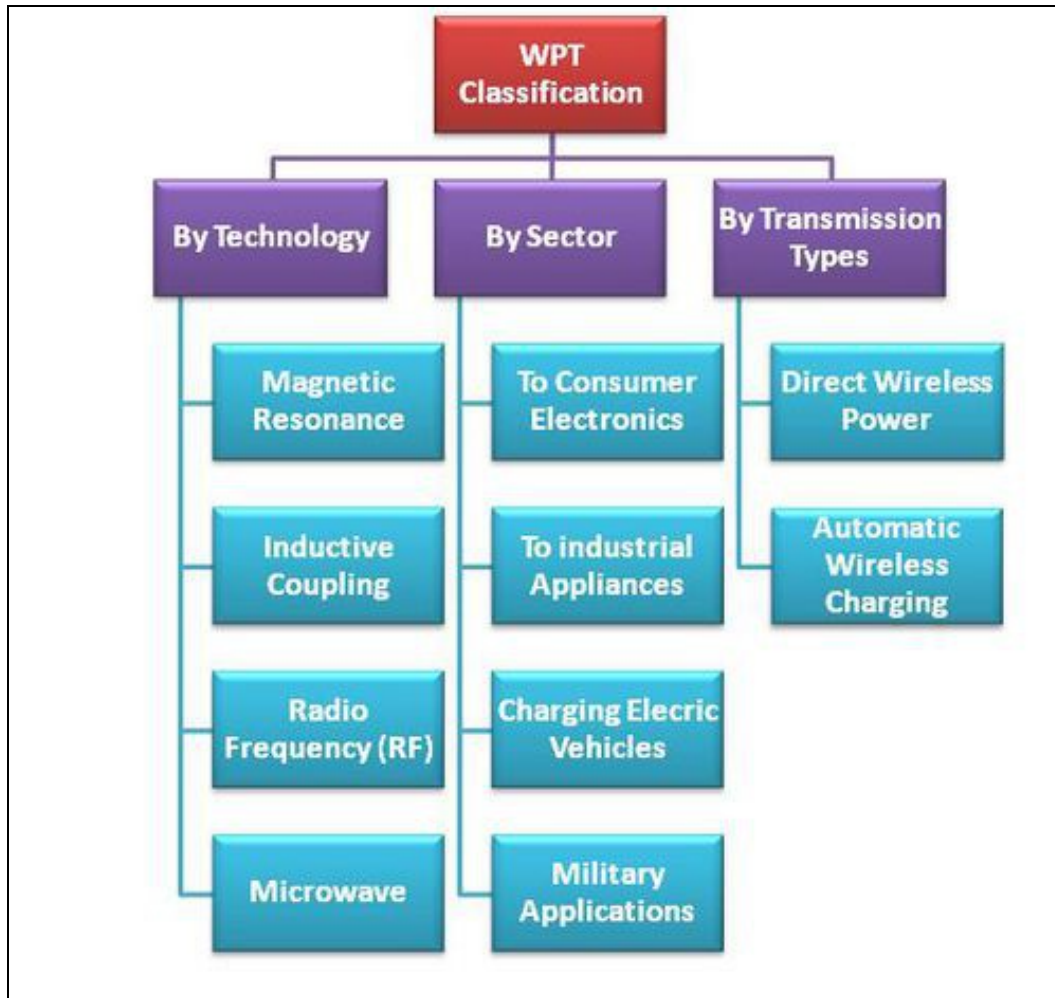 WPT
Classification
By Technology
By Sector
By Transmission
Types
Magnetic
Resonance
To Consumer
Electronics
Direct Wireless
Power
Inductive
Coupling
To industrial
Appliances
Automatic
Wireless
Charging
Radio
Frequency (RF)
Charging Elecric
Vehicles
Microwave
Military
Applications